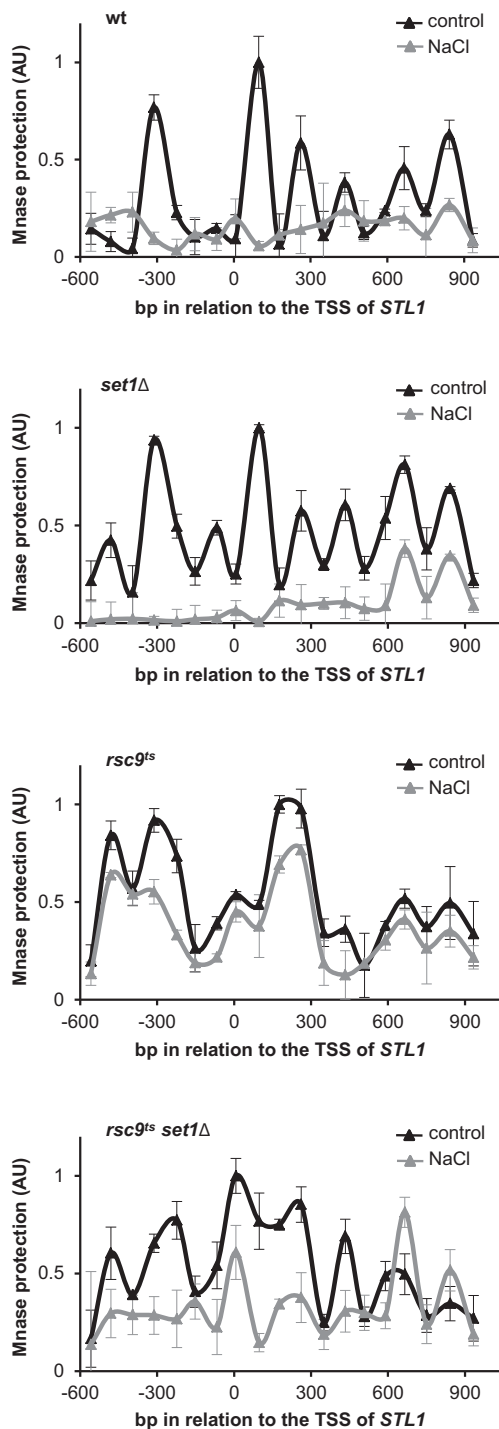 wt
control
NaCl
Mnase protection (AU)
1
0.5
0
-600 -300 0 300 600 900
bp in relation to the TSS of STL1
set1Δ
control
NaCl
Mnase protection (AU)
1
0.5
0
-600 -300 0 300 600 900
bp in relation to the TSS of STL1
rsc9ts
control
NaCl
Mnase protection (AU)
1
0.5
0
-600 -300 0 300 600 900
bp in relation to the TSS of STL1
rsc9ts set1Δ
control
NaCl
Mnase protection (AU)
1
0.5
0
-600 -300 0 300 600 900
bp in relation to the TSS of STL1